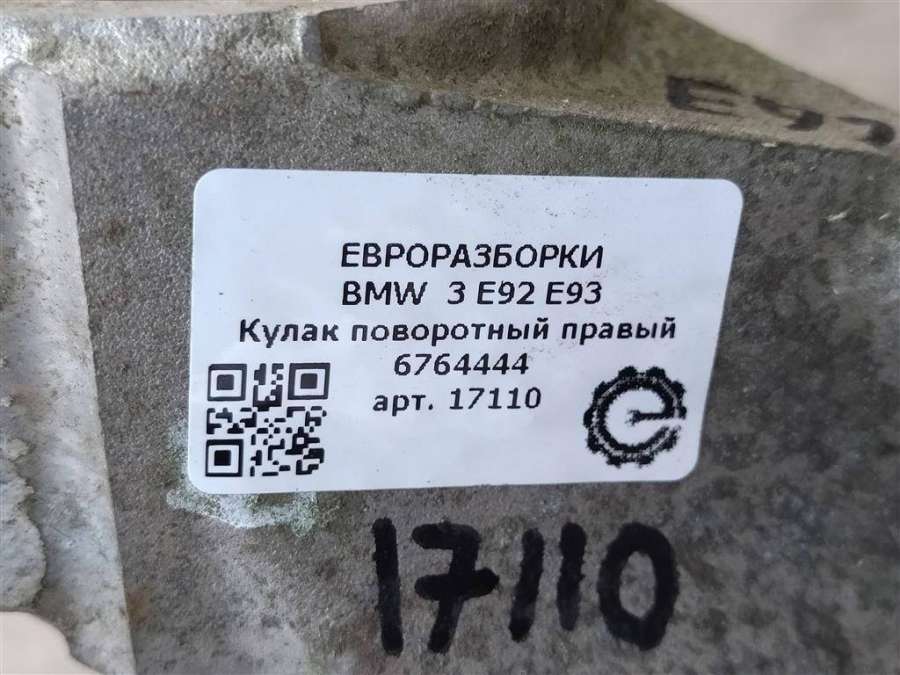 ЕВРОРАЗБОРКИ
BMW 3 E92 E93
Кулак поворотный правый
6764444
арт. 17110
17110